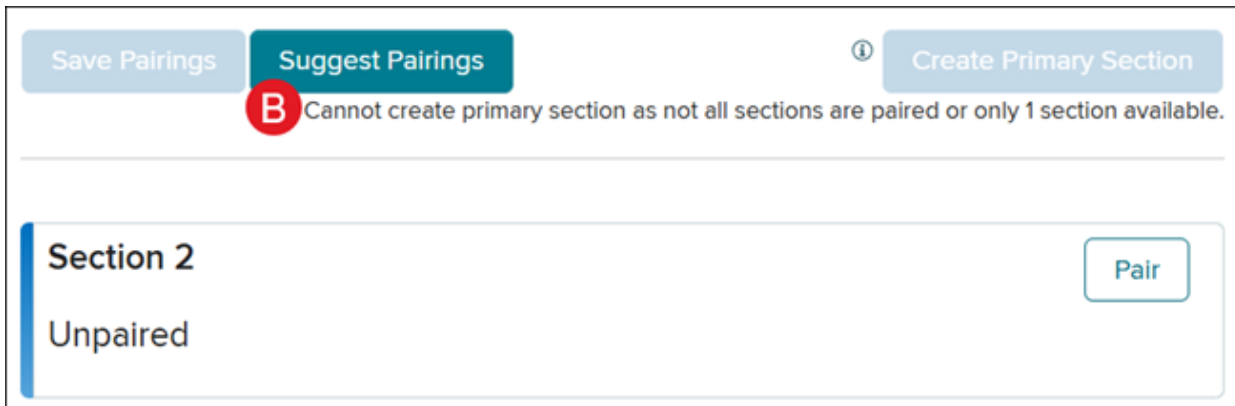 Save Pairings Suggest Pairings ⓘ Create Primary Section
B Cannot create primary section as not all sections are paired or only 1 section available.
Section 2 Pair
Unpaired